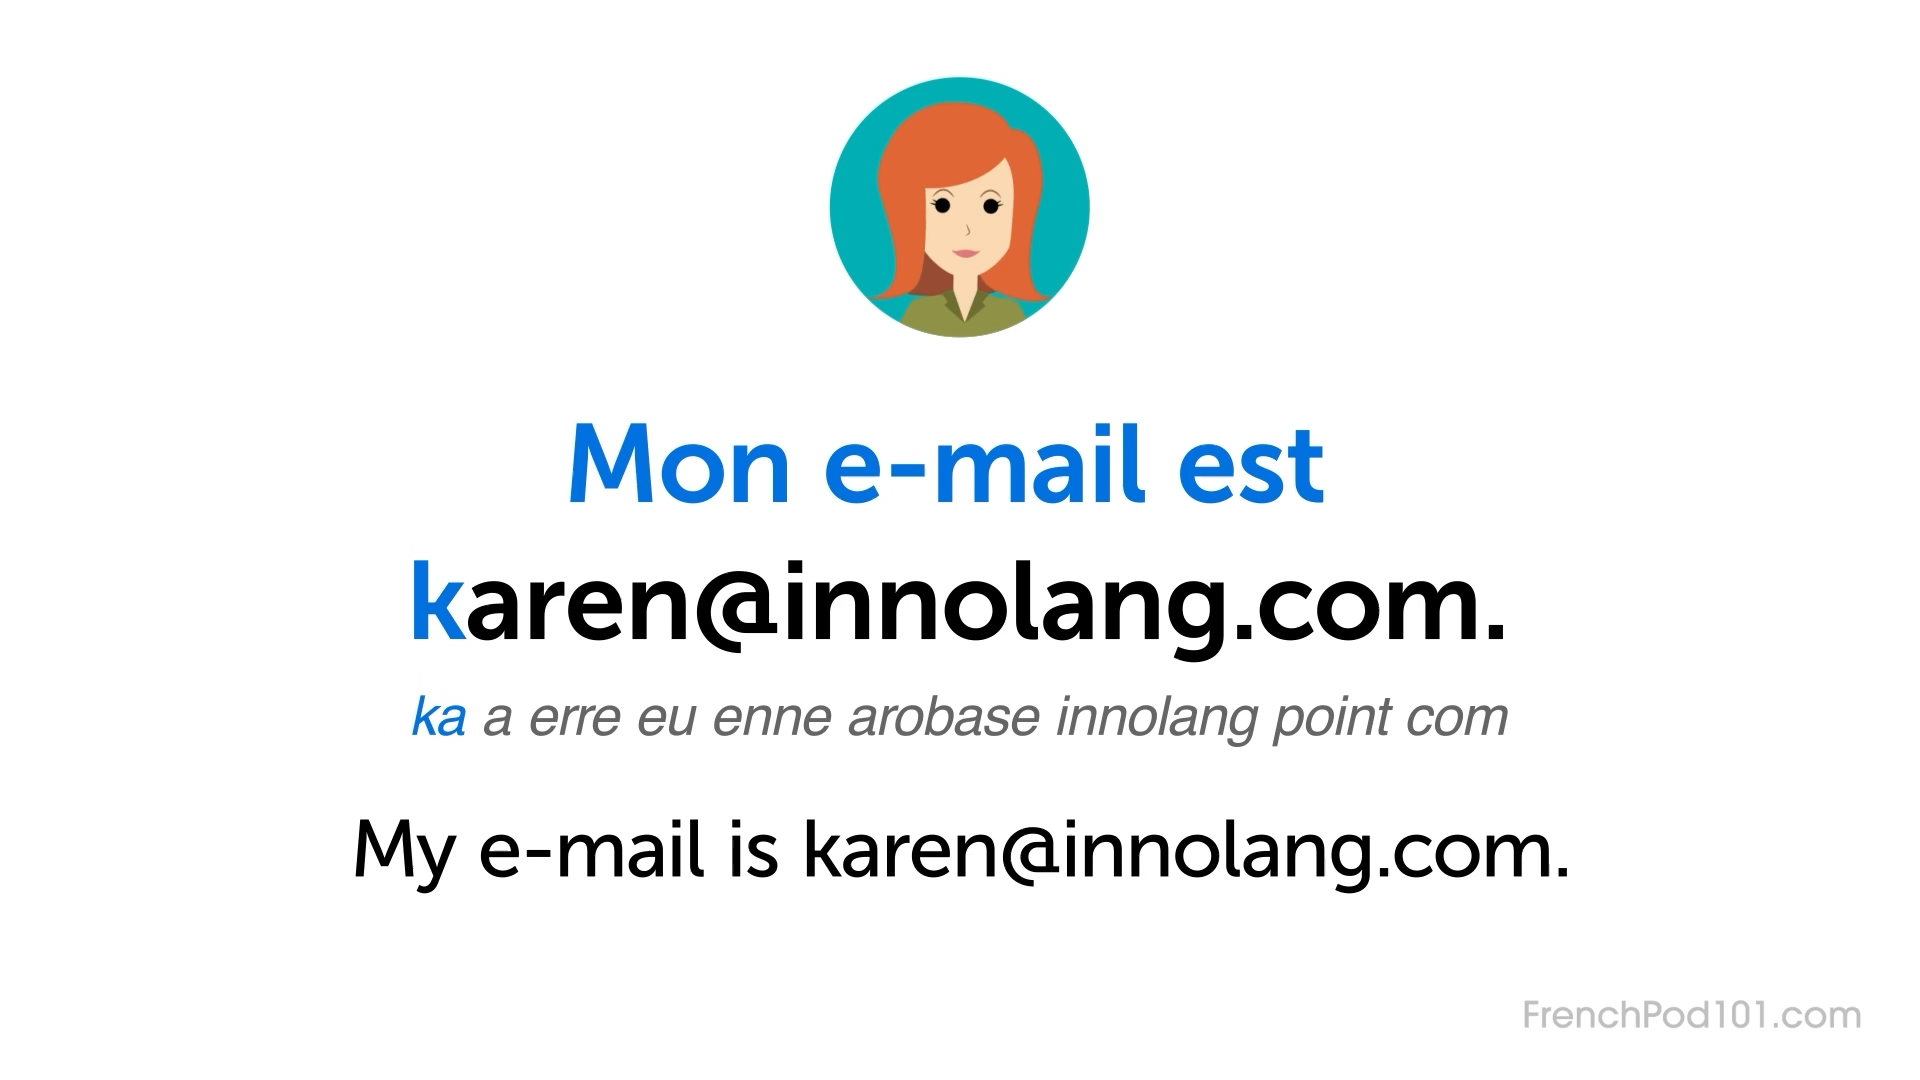 Mon e-mail est
karen@innolang.com.
ka a erre eu enne arobase innolang point com
My e-mail is karen@innolang.com.
FrenchPod101.com